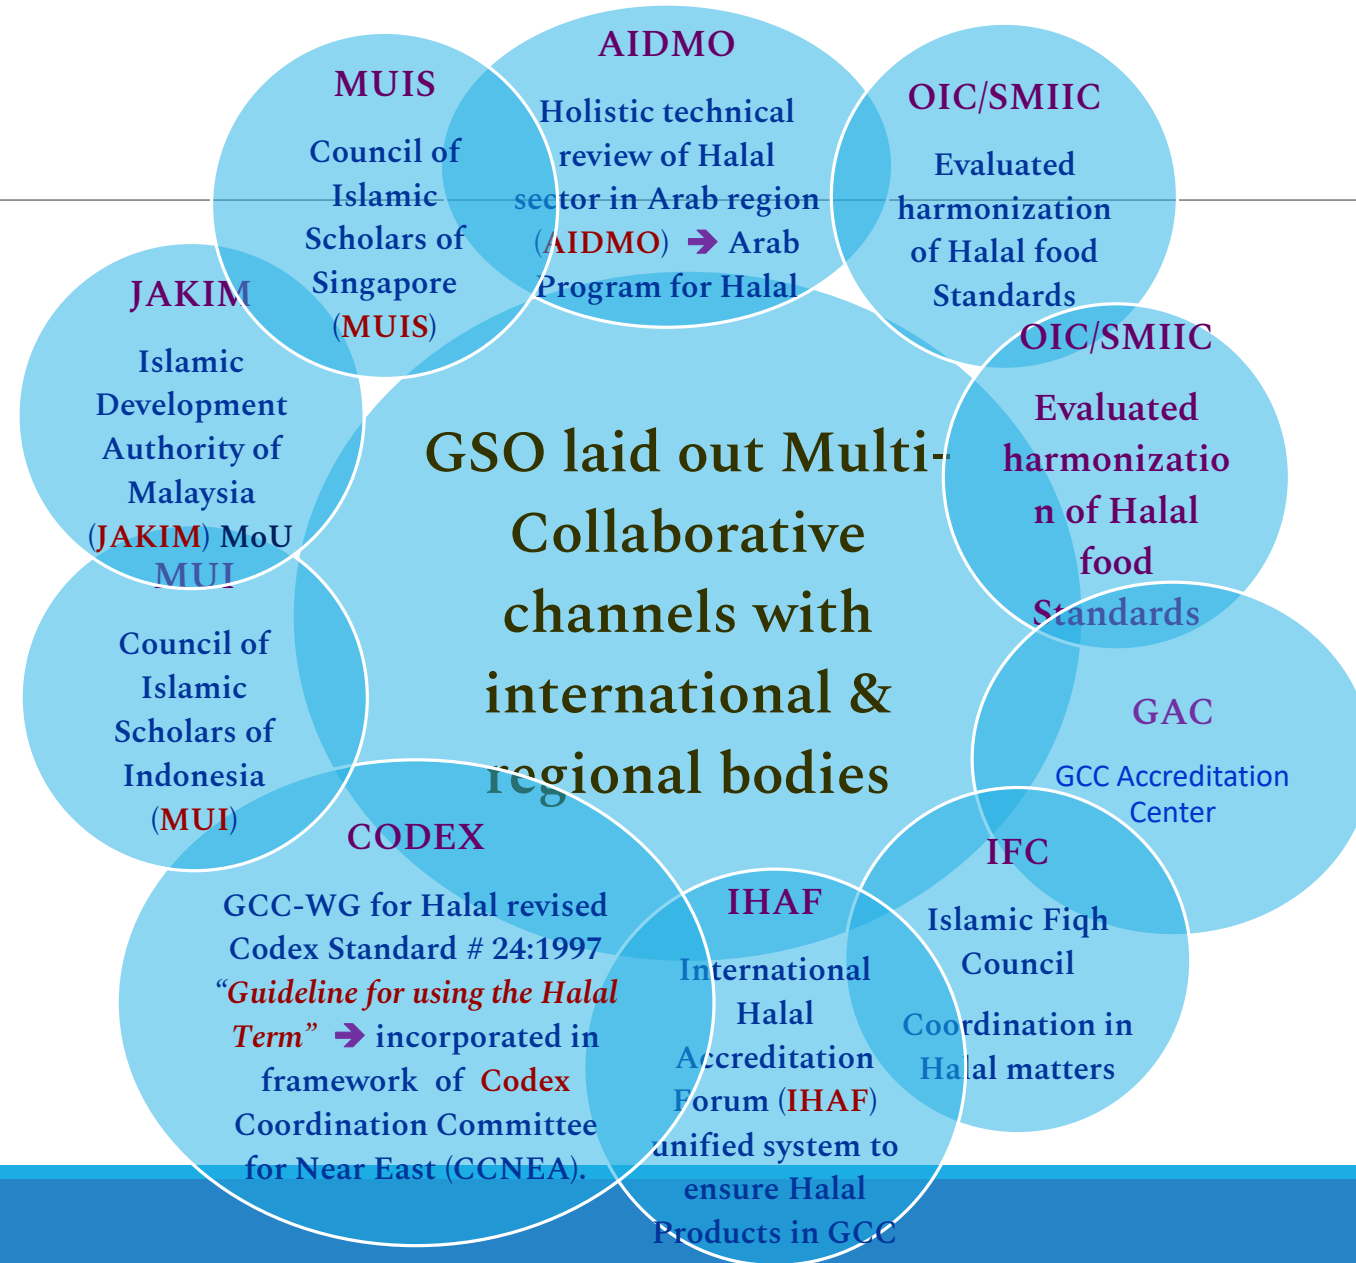 AIDMO
Holistic technical
review of Halal
sector in Arab region
(AIDMO) ➔ Arab
Program for Halal
OIC/SMIIC
Evaluated
harmonization
of Halal food
Standards
OIC/SMIIC
Evaluated
harmonizatio
n of Halal
food
Standards
GAC
GCC Accreditation
Center
IFC
Islamic Fiqh
Council
Coordination in
Halal matters
IHAF
International
Halal
Accreditation
Forum (IHAF)
unified system to
ensure Halal
Products in GCC
CODEX
GCC-WG for Halal revised
Codex Standard # 24:1997
“Guideline for using the Halal
Term” ➔ incorporated in
framework of Codex
Coordination Committee
for Near East (CCNEA).
MUI
Council of
Islamic
Scholars of
Indonesia
(MUI)
JAKIM
Islamic
Development
Authority of
Malaysia
(JAKIM) MoU
MUIS
Council of
Islamic
Scholars of
Singapore
(MUIS)
GSO laid out Multi-
Collaborative
channels with
international &
regional bodies